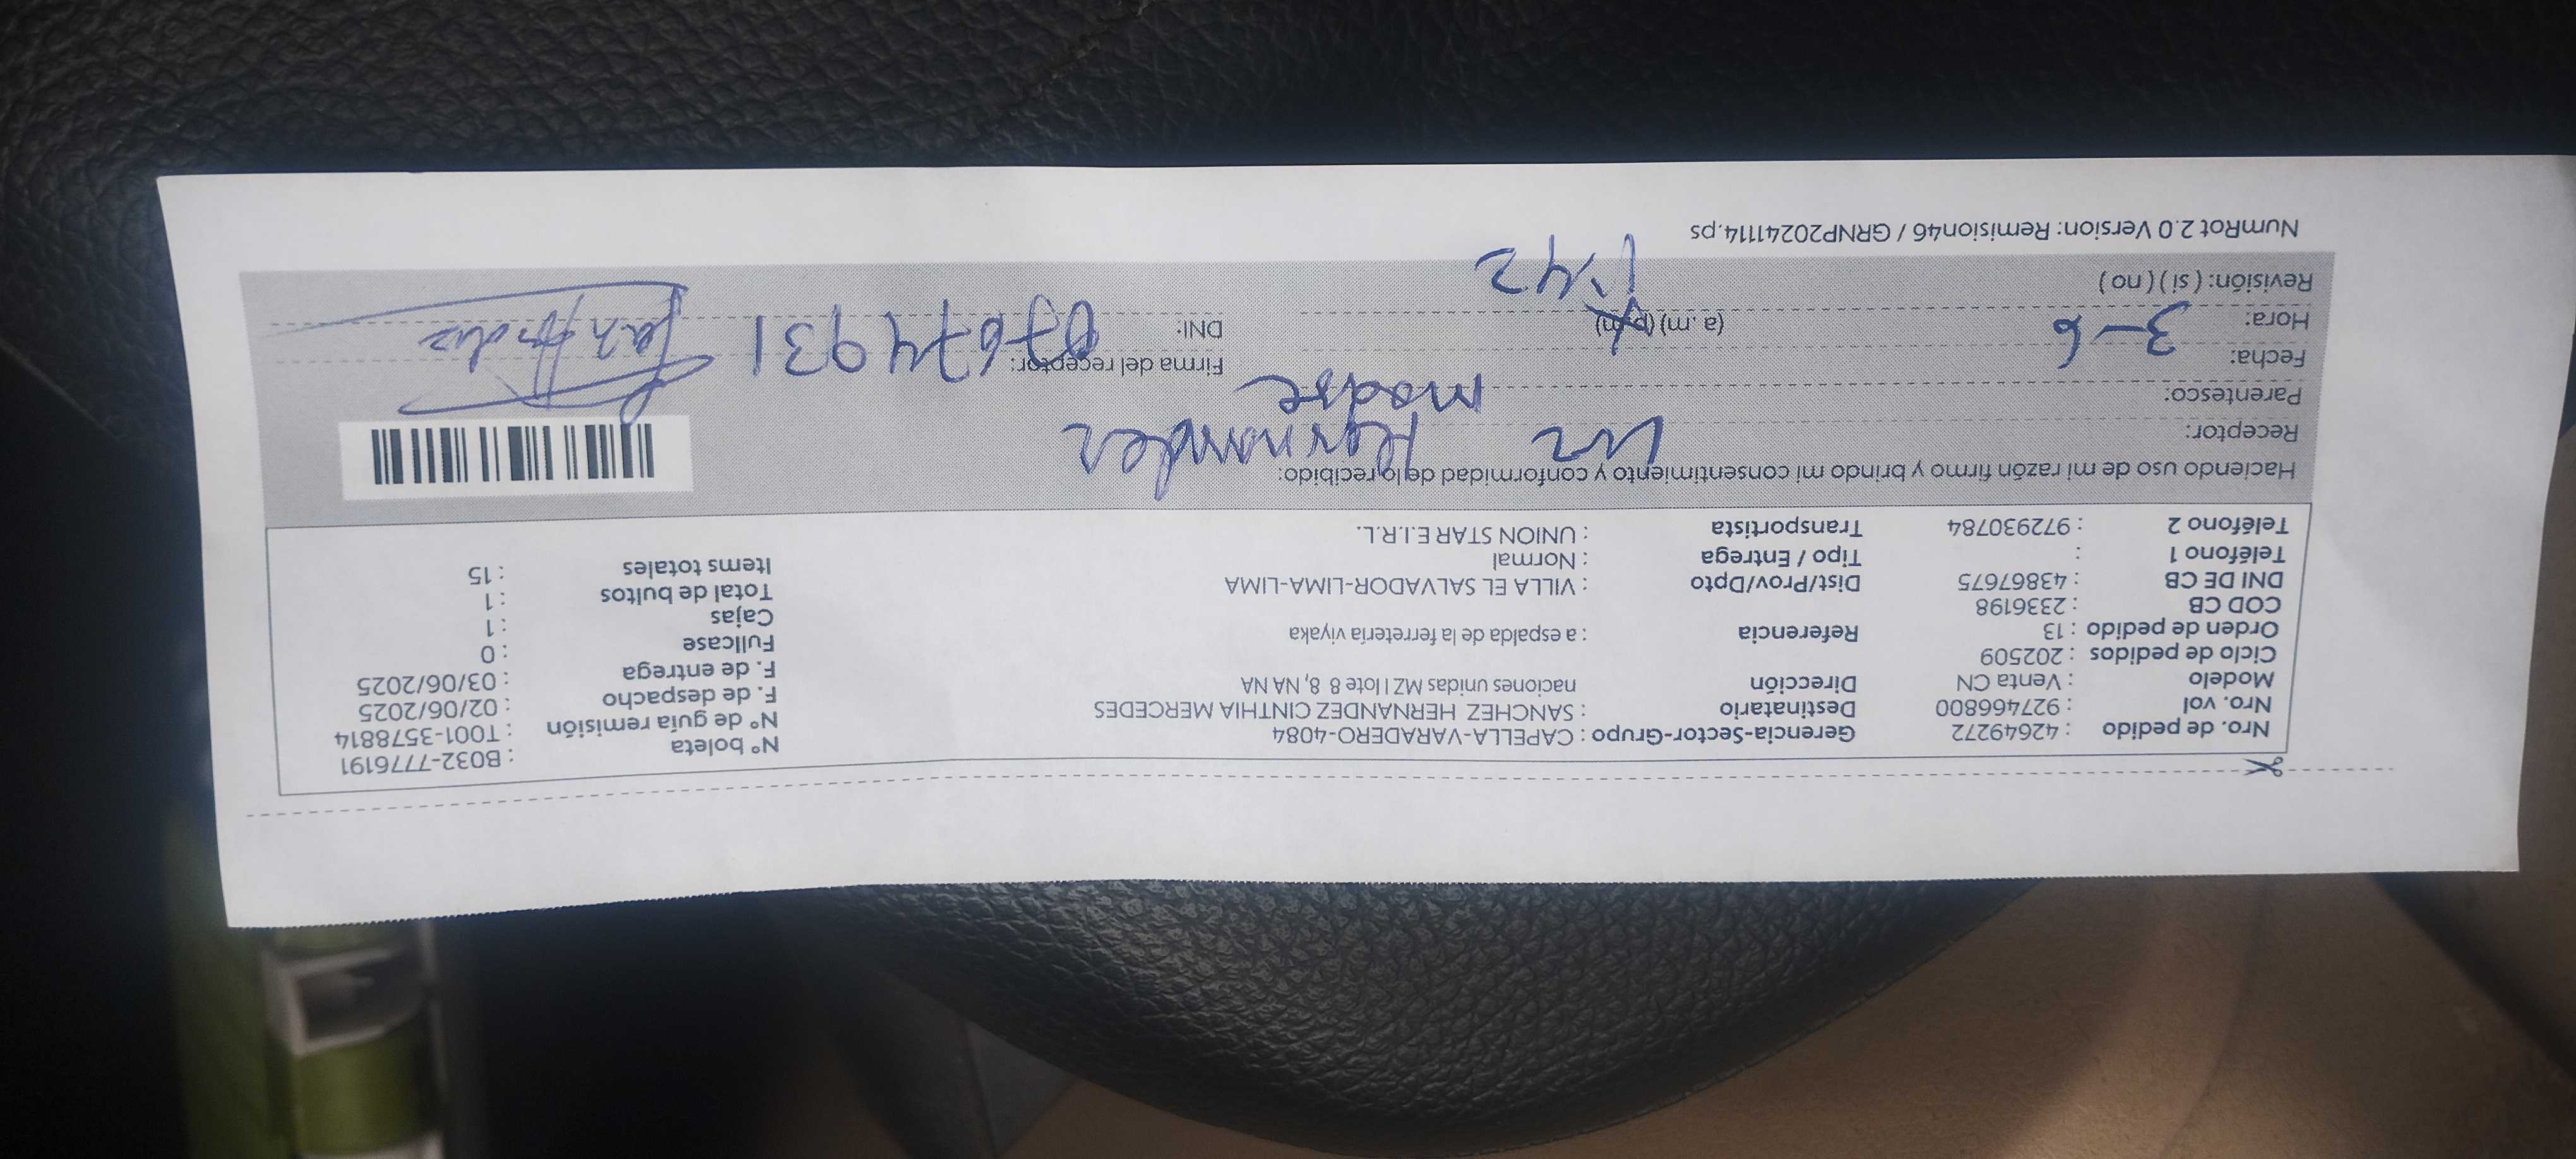 Nro. de pedido : 42649272 Gerencia-Sector-Grupo : CAPELLA-VARADERO-4084 N° boleta : B032-7776191
Nro. vol : 927466800 Destinatario : SANCHEZ HERNANDEZ CINTHIA MERCEDES N° de guía remisión : T001-3578814
Modelo : Venta CN Dirección naciones unidas MZ I lote 8 8, NA NA F. de despacho : 02/06/2025
Ciclo de pedidos : 202509 F. de entrega : 03/06/2025
Orden de pedido : 13 Referencia : a espalda de la ferretería viyaka Fullcase : 0
COD CB : 2336198 Cajas : 1
DNI DE CB : 43867675 Dist/Prov/Dpto : VILLA EL SALVADOR-LIMA-LIMA Total de bultos : 1
Teléfono 1 : Tipo / Entrega : Normal Items totales : 15
Teléfono 2 : 972930784 Transportista : UNION STAR E.I.R.L.
Haciendo uso de mi razón firmo y brindo mi consentimiento y conformidad de lo recibido:
Receptor: Luz Hernandez
Parentesco: madre
Fecha: 3-6 Firma del receptor:
Hora: (a .m) (p.m) 1:42 DNI: 07674931
Revisión: ( si ) ( no )
NumRot 2.0 Version: Remision46 / GRNP20241114.ps